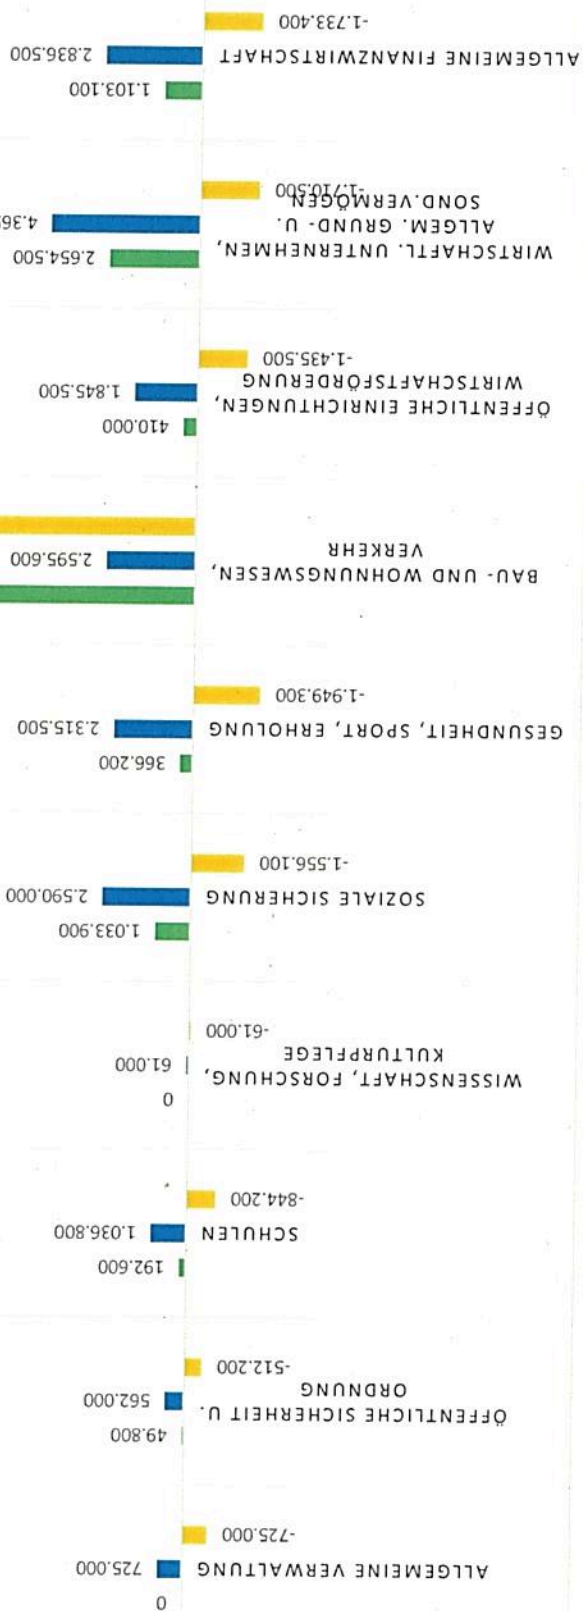 0
ALLGEMEINE VERWALTUNG 725.000
-725.000
49.800
ÖFFENTLICHE SICHERHEIT U.
ORDNUNG
562.000
-512.200
192.600
SCHULEN 1.036.800
-844.200
0
WISSENSCHAFT, FORSCHUNG,
KULTURPFLEGE
61.000
-61.000
1.033.900
SOZIALE SICHERUNG 2.590.000
-1.556.100
366.200
GESUNDHEIT, SPORT, ERHOLUNG 2.315.500
-1.949.300
BAU- UND WOHNUNGSWESEN,
VERKEHR
2.595.600
410.000
ÖFFENTLICHE EINRICHTUNGEN,
WIRTSCHAFTSFÖRDERUNG
1.845.500
-1.435.500
2.654.500
WIRTSCHAFTL. UNTERNEHMEN,
ALLGEM. GRUND- U.
SOND.VERMÖGEN
-1.710.500
1.103.100
ALLGEMEINE FINANZWIRTSCHAFT 2.836.500
-1.733.400